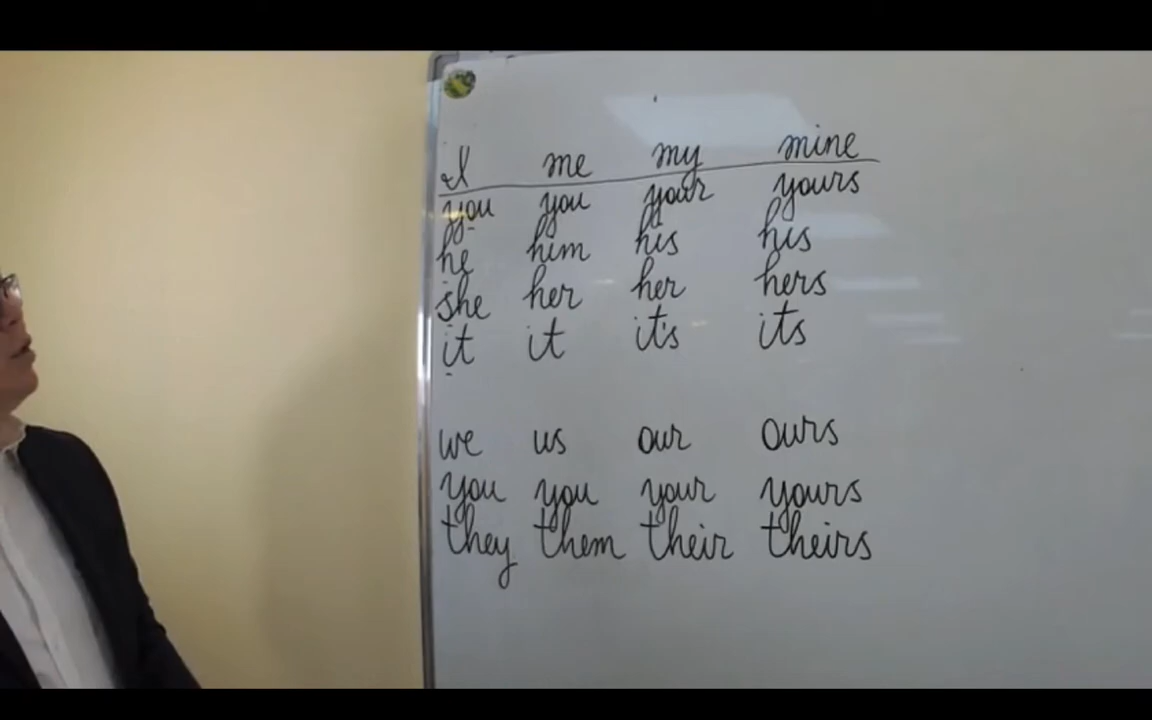 I me my mine
you you your yours
he him his his
she her her hers
it it it's its
we us our ours
you you your yours
they them their theirs